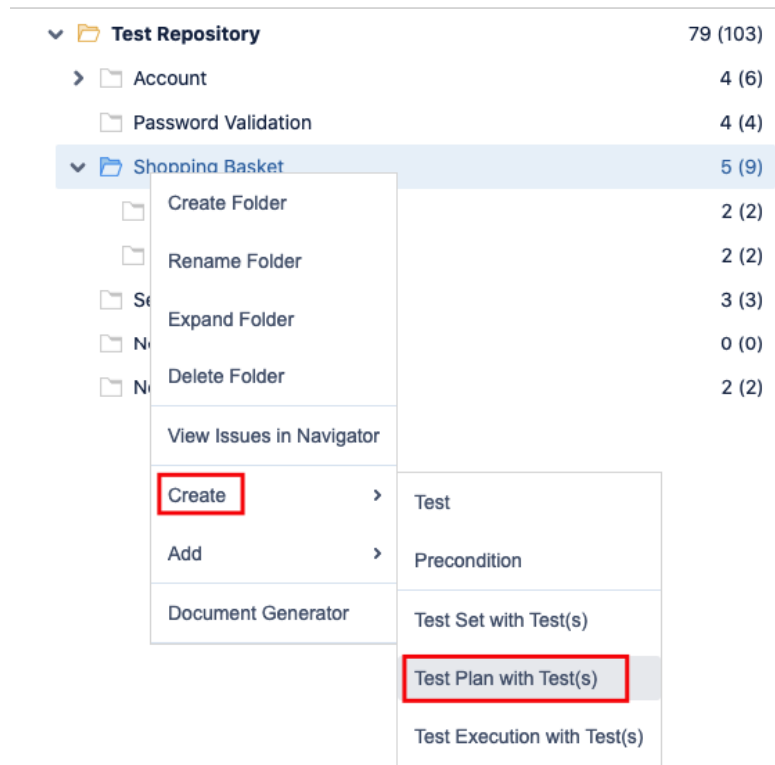 Test Repository 79 (103)
Account 4 (6)
Password Validation 4 (4)
Shopping Basket 5 (9)
Create Folder
2 (2)
Rename Folder
2 (2)
3 (3)
Expand Folder
0 (0)
Delete Folder
2 (2)
View Issues in Navigator
Create
Test
Add
Precondition
Document Generator
Test Set with Test(s)
Test Plan with Test(s)
Test Execution with Test(s)